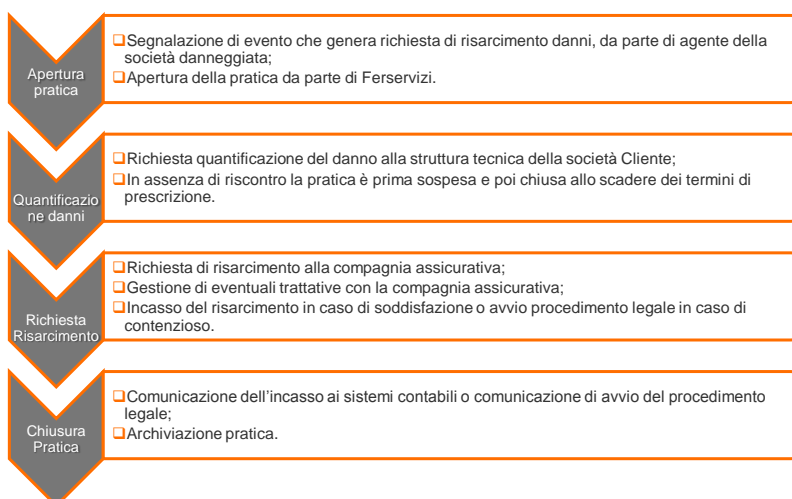 Apertura
pratica
❑Segnalazione di evento che genera richiesta di risarcimento danni, da parte di agente della
società danneggiata;
❑Apertura della pratica da parte di Ferservizi.
Quantificazio
ne danni
❑Richiesta quantificazione del danno alla struttura tecnica della società Cliente;
❑In assenza di riscontro la pratica è prima sospesa e poi chiusa allo scadere dei termini di
prescrizione.
Richiesta
Risarcimento
❑Richiesta di risarcimento alla compagnia assicurativa;
❑Gestione di eventuali trattative con la compagnia assicurativa;
❑Incasso del risarcimento in caso di soddisfazione o avvio procedimento legale in caso di
contenzioso.
Chiusura
Pratica
❑Comunicazione dell’incasso ai sistemi contabili o comunicazione di avvio del procedimento
legale;
❑Archiviazione pratica.